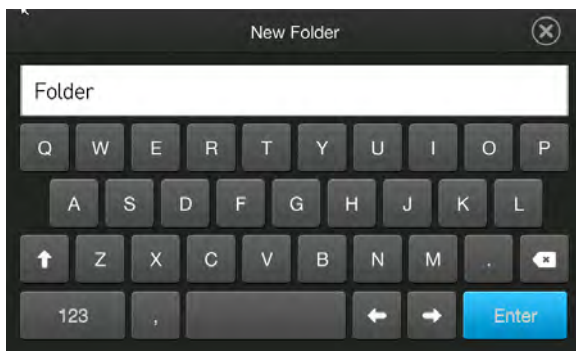 New Folder
Folder
Q W E R T Y U I O P
A S D F G H J K L
Z X C V B N M .
123 , Enter